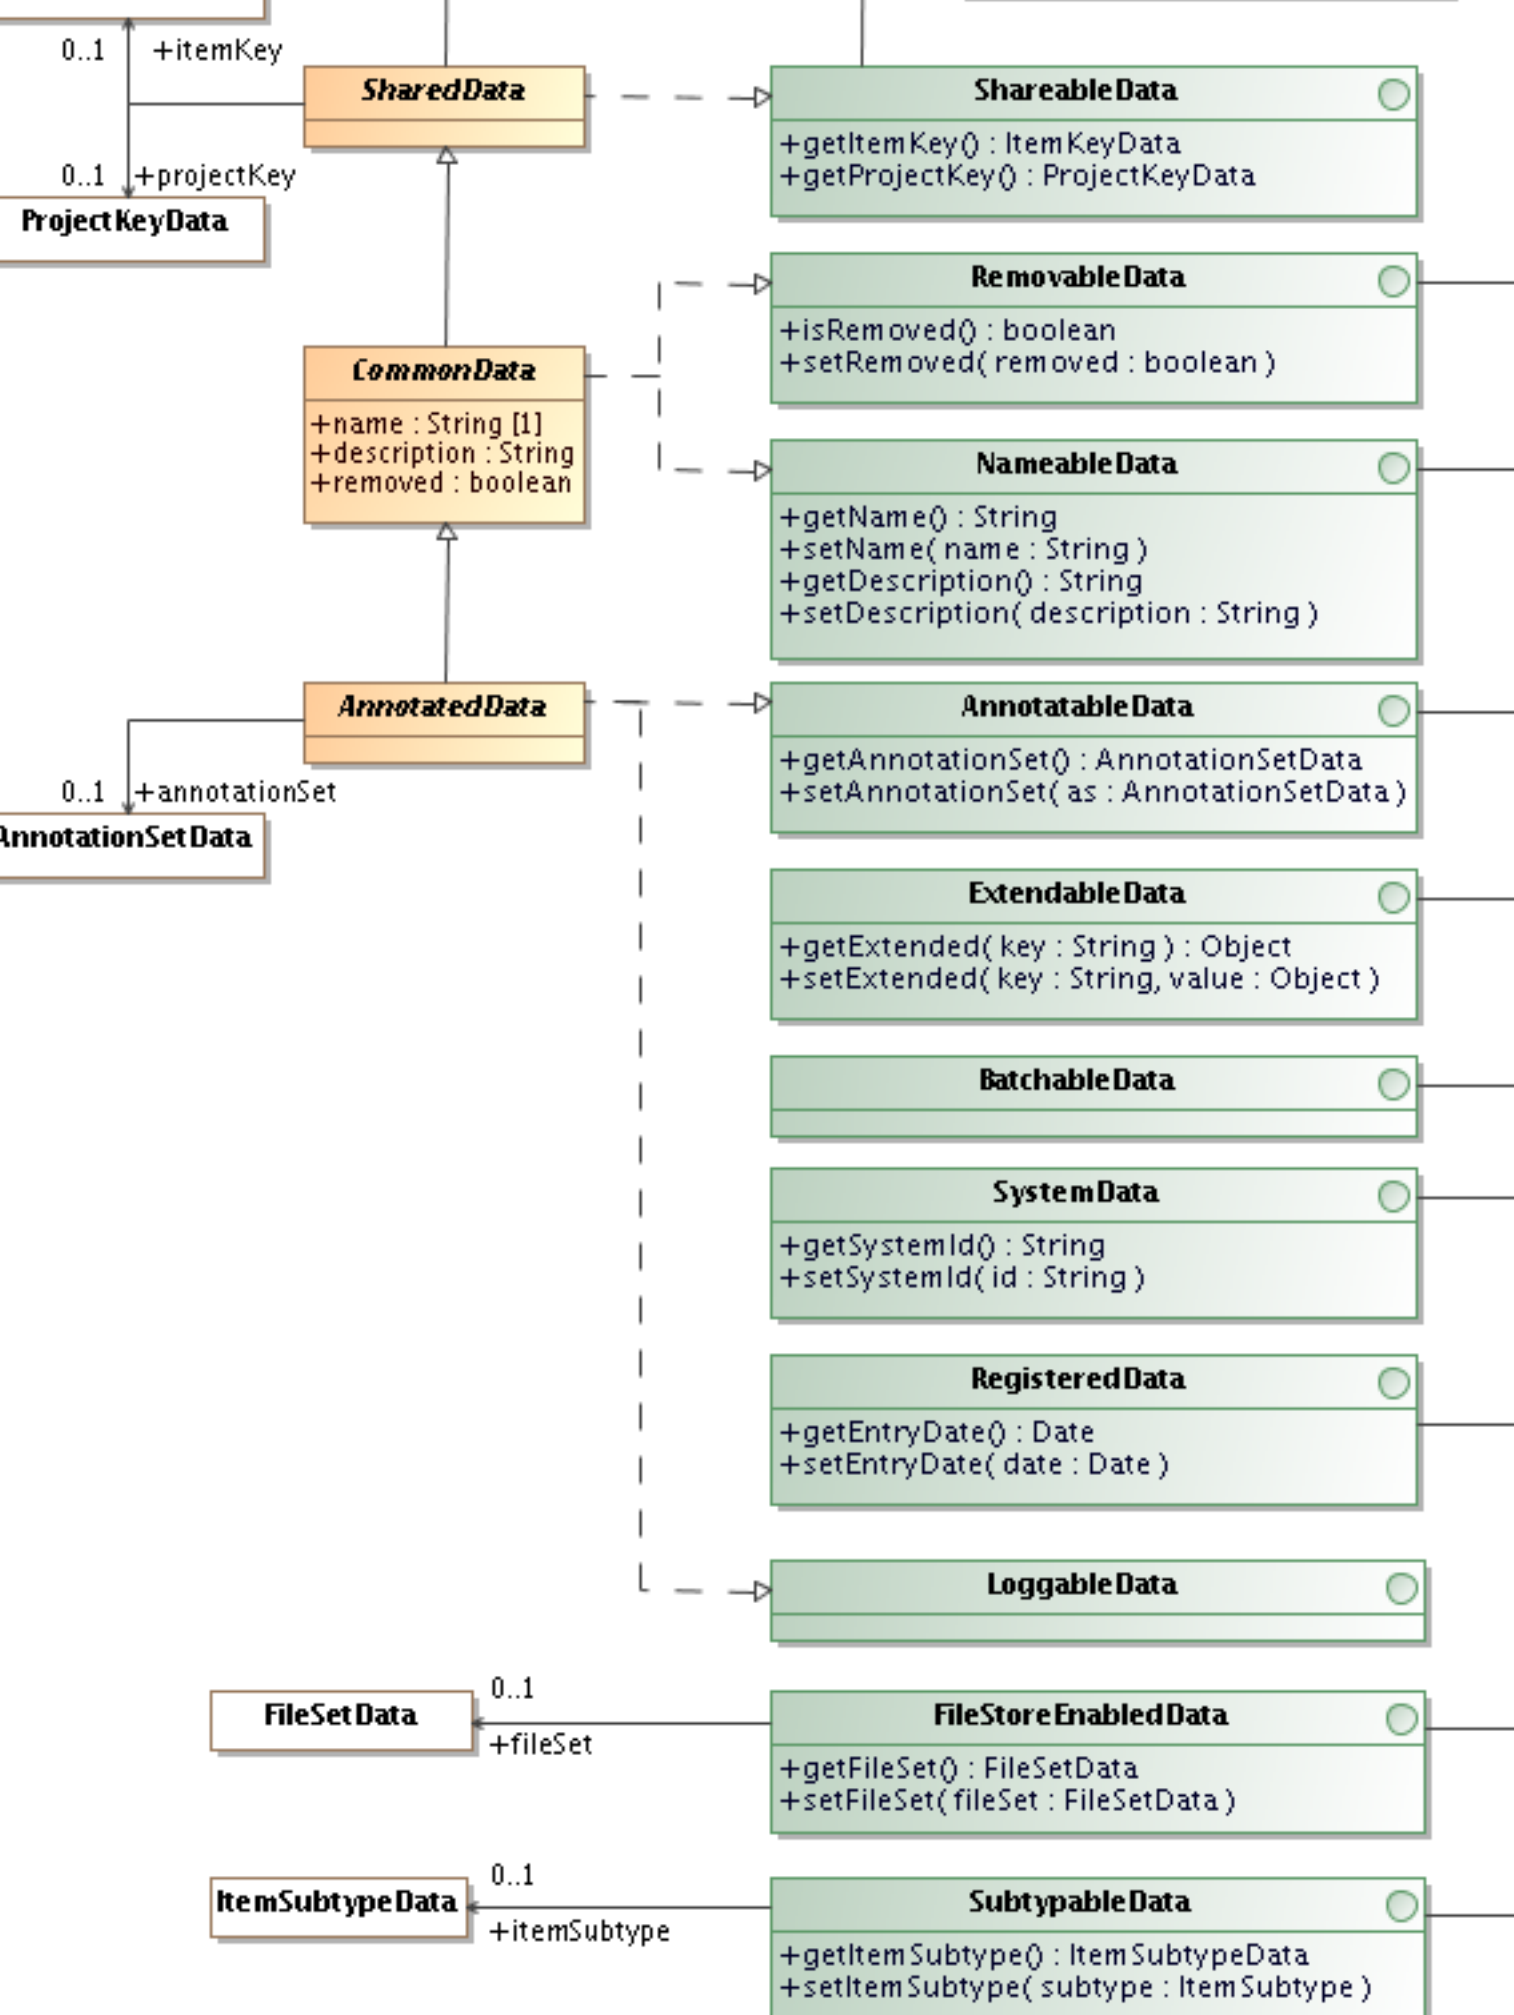 0..1 +itemKey
SharedData
ShareableData
+getItemKey() : ItemKeyData
+getProjectKey() : ProjectKeyData
0..1 +projectKey
ProjectKeyData
RemovableData
+isRemoved() : boolean
+setRemoved( removed : boolean )
CommonData
+name : String [1]
+description : String
+removed : boolean
NameableData
+getName() : String
+setName( name : String )
+getDescription() : String
+setDescription( description : String )
AnnotatedData
AnnotatableData
+getAnnotationSet() : AnnotationSetData
+setAnnotationSet( as : AnnotationSetData )
0..1 +annotationSet
AnnotationSetData
ExtendableData
+getExtended( key : String ) : Object
+setExtended( key : String, value : Object )
BatchableData
SystemData
+getSystemId() : String
+setSystemId( id : String )
RegisteredData
+getEntryDate() : Date
+setEntryDate( date : Date )
LoggableData
FileSetData
0..1
+fileSet
FileStoreEnabledData
+getFileSet() : FileSetData
+setFileSet( fileSet : FileSetData )
ItemSubtypeData
0..1
+itemSubtype
SubtypableData
+getItemSubtype() : ItemSubtypeData
+setItemSubtype( subtype : ItemSubtype )